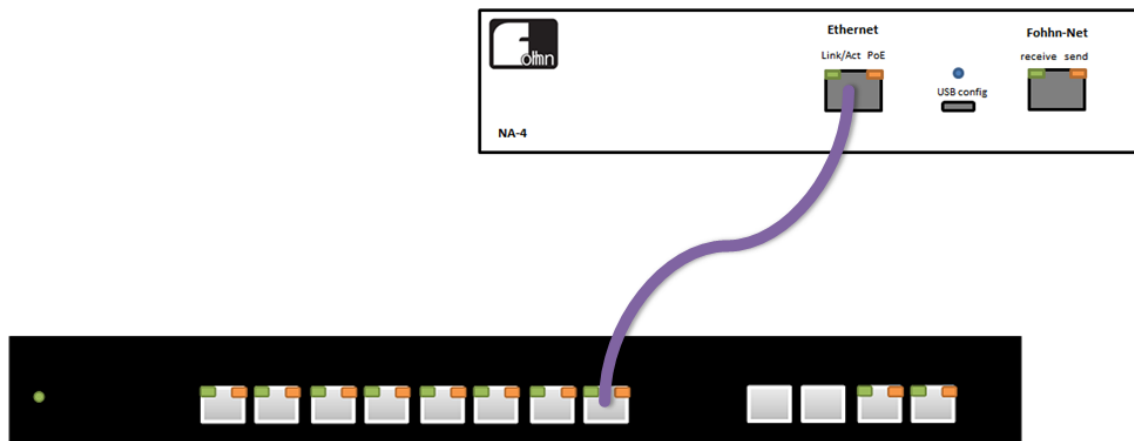 Fohhn
Ethernet
Link/Act PoE
Fohhn-Net
receive send
USB config
NA-4